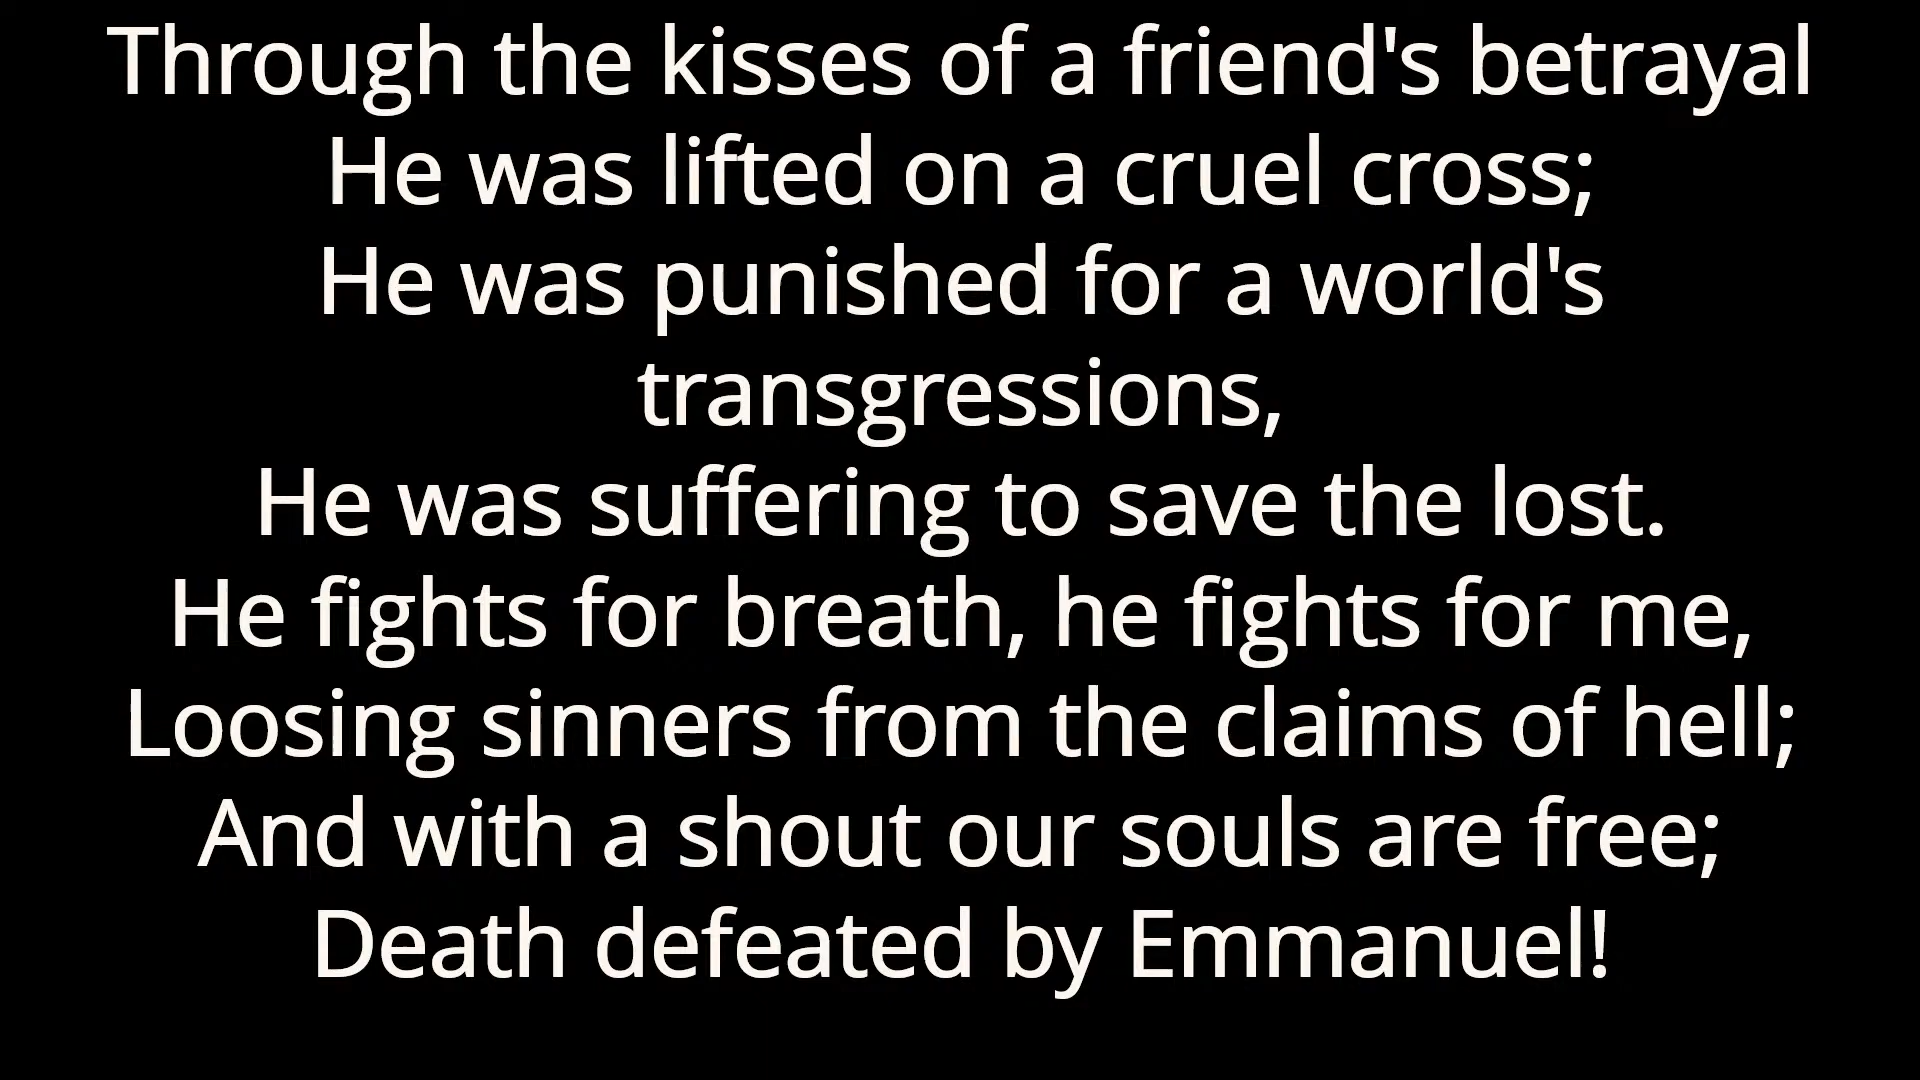 Through the kisses of a friend's betrayal
He was lifted on a cruel cross;
He was punished for a world's
transgressions,
He was suffering to save the lost.
He fights for breath, he fights for me,
Loosing sinners from the claims of hell;
And with a shout our souls are free;
Death defeated by Emmanuel!